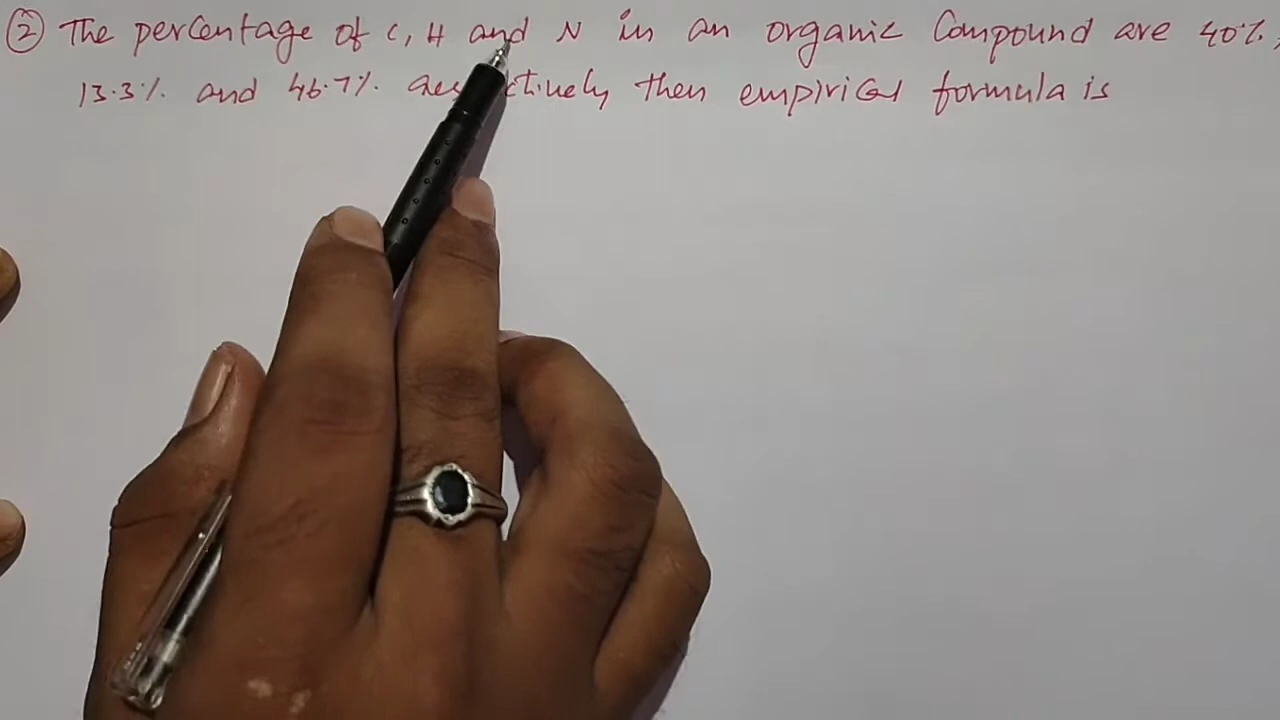 ② The percentage of C, H and N in an organic Compound are 40%,
13.3% and 46.7% then empirical formula is